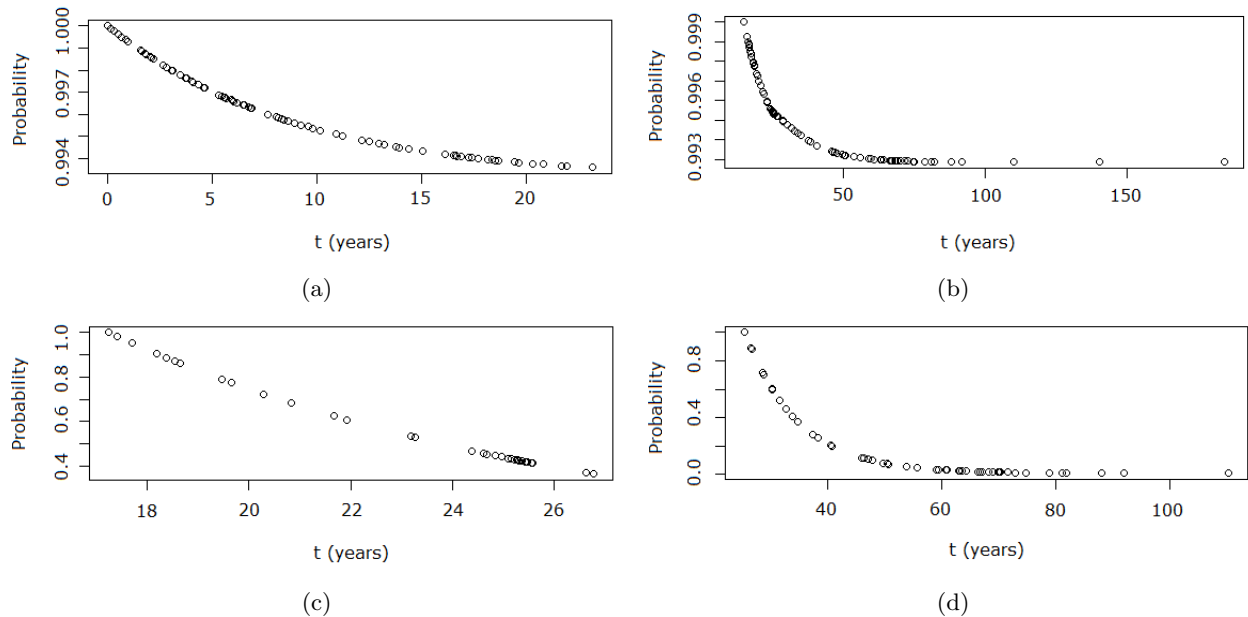 Probability
1.000
0.997
0.994
0 5 10 15 20
t (years)
(a)
Probability
0.999
0.996
0.993
50 100 150
t (years)
(b)
Probability
1.0
0.8
0.6
0.4
18 20 22 24 26
t (years)
(c)
Probability
0.8
0.4
0.0
40 60 80 100
t (years)
(d)